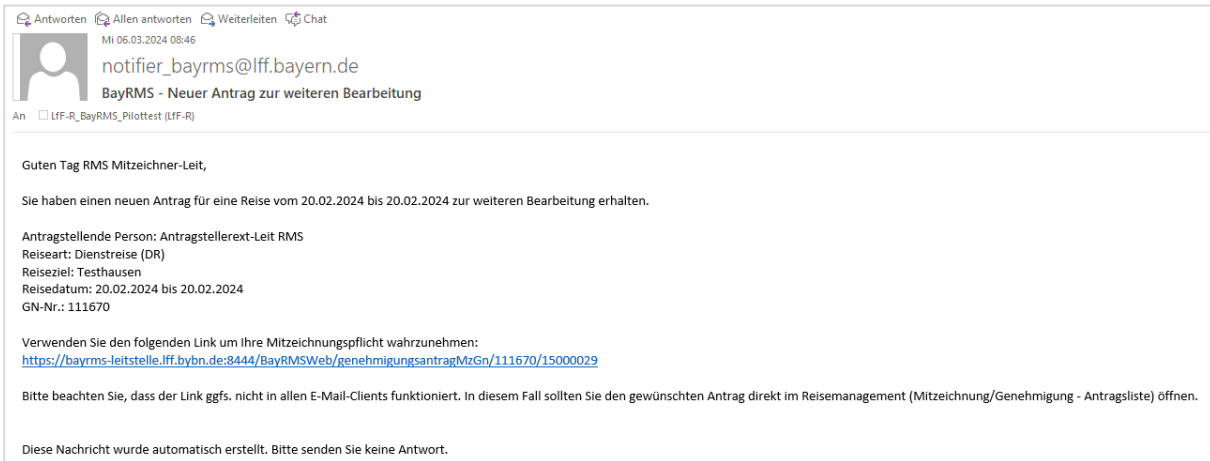 Antworten Allen antworten Weiterleiten Chat
Mi 06.03.2024 08:46
notifier_bayrms@lff.bayern.de
BayRMS - Neuer Antrag zur weiteren Bearbeitung
An LfF-R_BayRMS_Pilottest (LfF-R)
Guten Tag RMS Mitzeichner-Leit,
Sie haben einen neuen Antrag für eine Reise vom 20.02.2024 bis 20.02.2024 zur weiteren Bearbeitung erhalten.
Antragstellende Person: Antragstellerext-Leit RMS
Reiseart: Dienstreise (DR)
Reiseziel: Testhausen
Reisedatum: 20.02.2024 bis 20.02.2024
GN-Nr.: 111670
Verwenden Sie den folgenden Link um Ihre Mitzeichnungspflicht wahrzunehmen:
https://bayrms-leitstelle.lff.bybn.de:8444/BayRMSWeb/genehmigungsantragMzGn/111670/15000029
Bitte beachten Sie, dass der Link ggfs. nicht in allen E-Mail-Clients funktioniert. In diesem Fall sollten Sie den gewünschten Antrag direkt im Reisemanagement (Mitzeichnung/Genehmigung - Antragsliste) öffnen.
Diese Nachricht wurde automatisch erstellt. Bitte senden Sie keine Antwort.